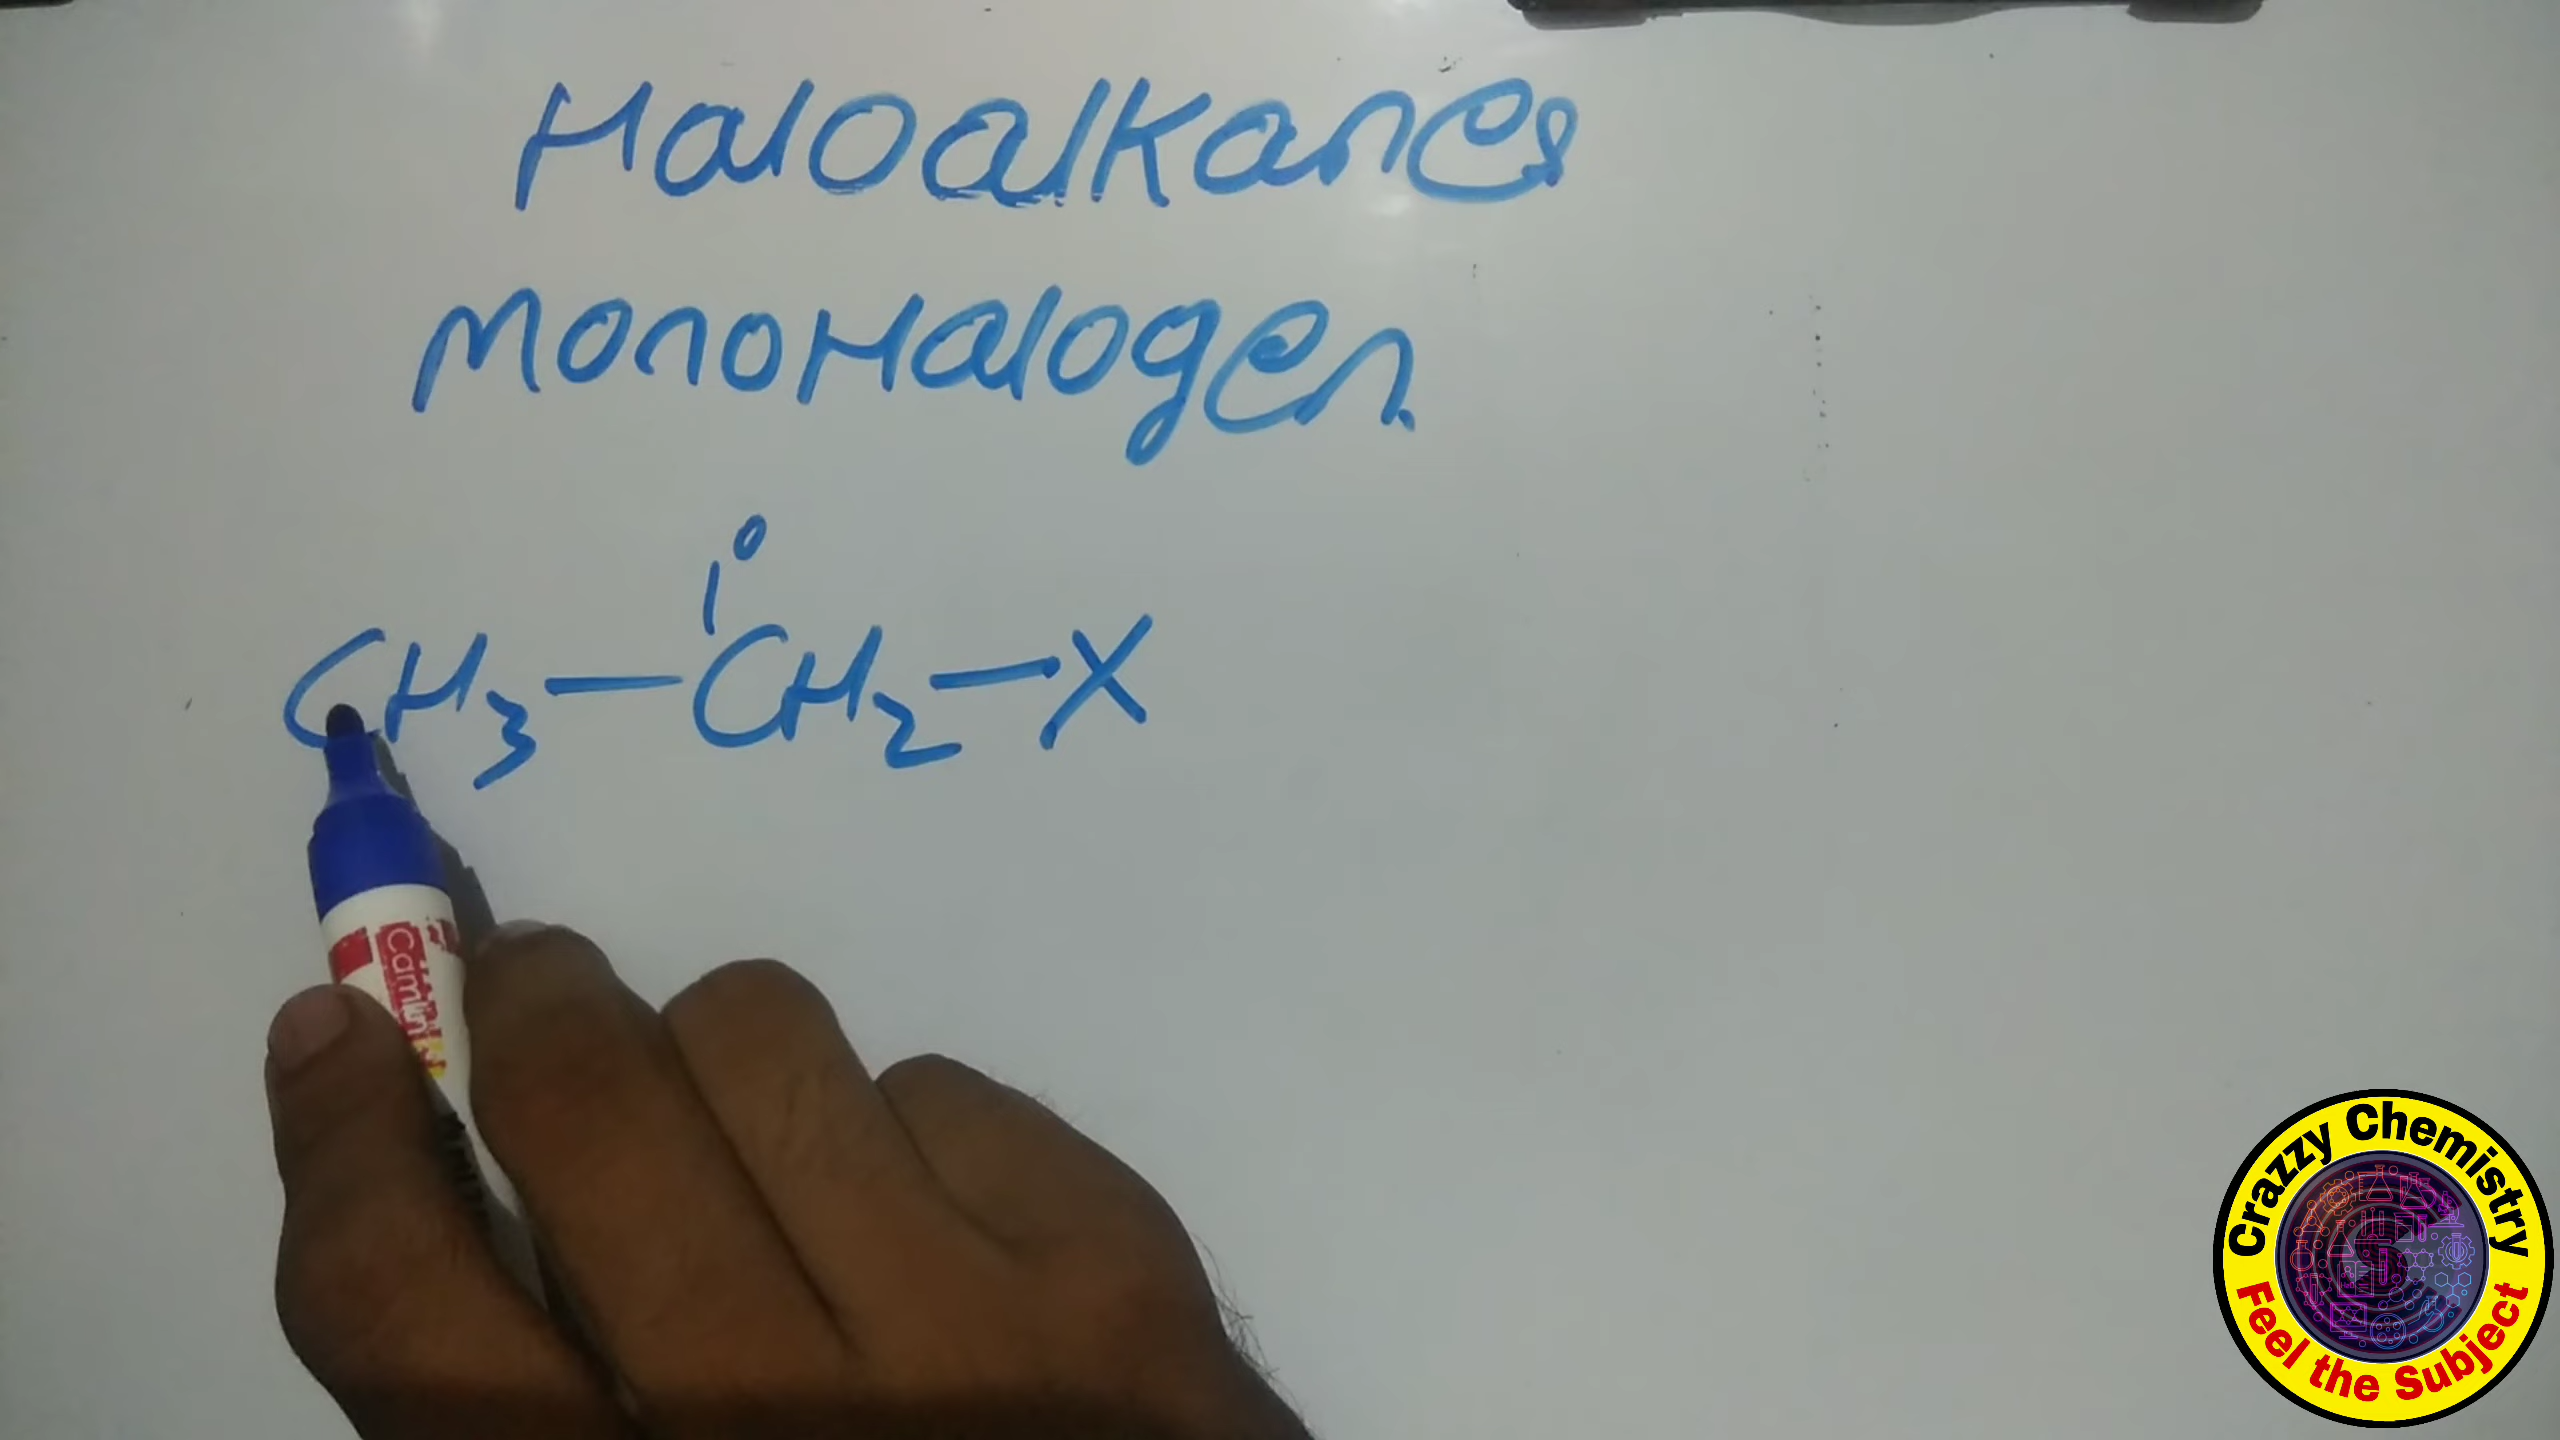 Haloalkanes
MonoHalogen
1°
CH3—CH2—X
Camlin
Crazzy Chemistry
Feel the Subject